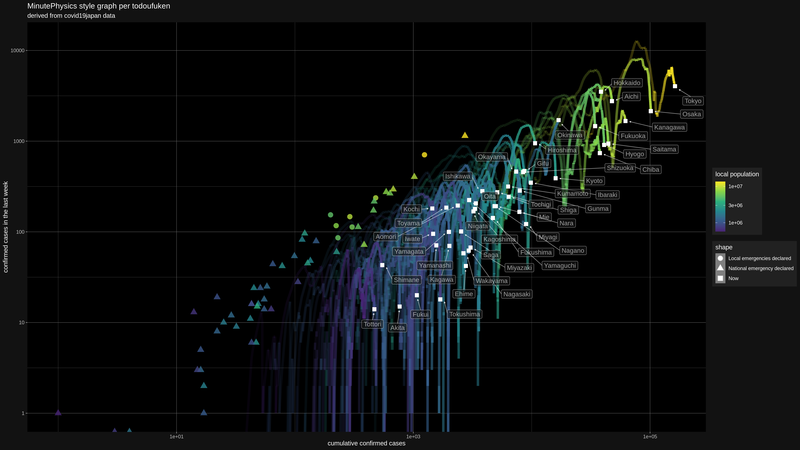 MinutePhysics style graph per todoufuken
derived from covid19japan data
confirmed cases in the last week
10000
1000
100
10
1
Hokkaido
Aichi
Tokyo
Osaka
Kanagawa
Okinawa
Fukuoka
Hiroshima
Saitama
Hyogo
Okayama
Gifu
Shizuoka
Chiba
Ishikawa
Kyoto
Kumamoto
Ibaraki
Oita
Tochigi
Gunma
Kochi
Shiga
Mie
Toyama
Nara
Niigata
Aomori
Iwate
Kagoshima
Miyagi
Yamagata
Saga
Fukushima
Nagano
Yamanashi
Miyazaki
Yamaguchi
Shimane
Kagawa
Wakayama
Ehime
Nagasaki
Fukui
Tokushima
Tottori
Akita
1e+01
1e+03
1e+05
cumulative confirmed cases
local population
1e+07
3e+06
1e+06
shape
Local emergencies declared
National emergency declared
Now